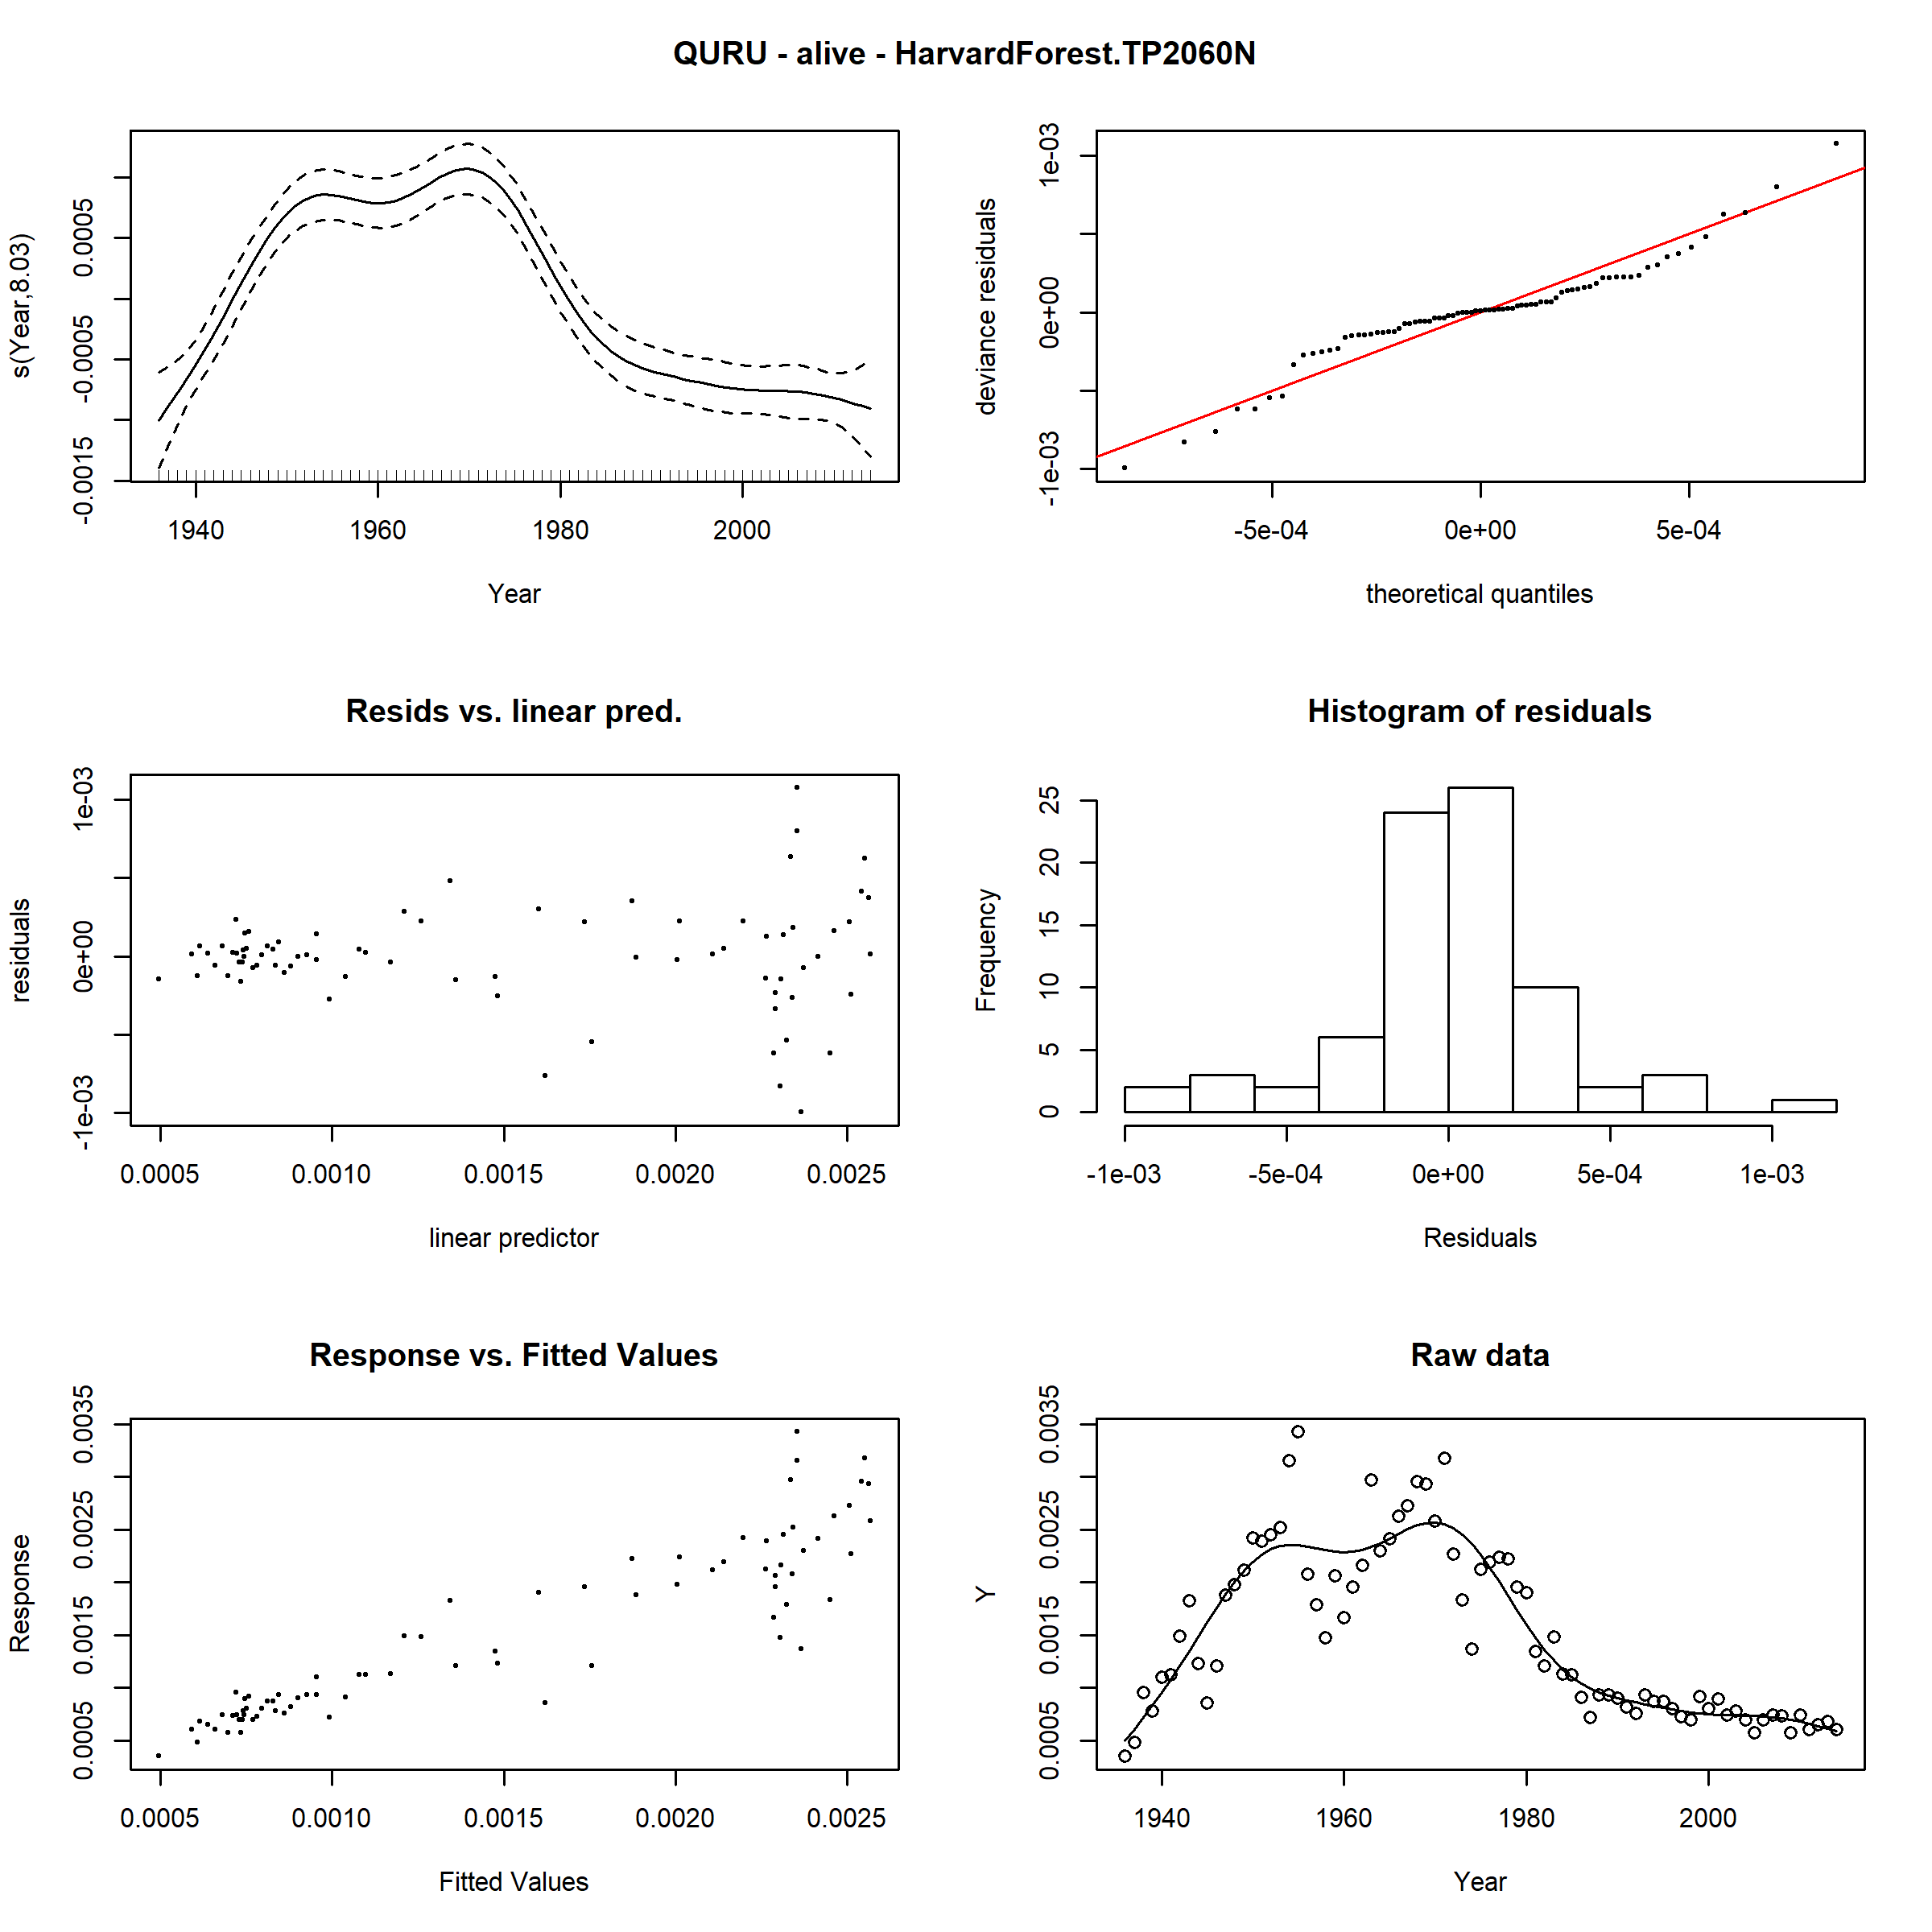 QURU - alive - HarvardForest.TP2060N
s(Year,8.03)
-0.0015 -0.0005 0.0005
1940 1960 1980 2000
Year
deviance residuals
-1e-03 0e+00 1e-03
-5e-04 0e+00 5e-04
theoretical quantiles
Resids vs. linear pred.
residuals
-1e-03 0e+00 1e-03
0.0005 0.0010 0.0015 0.0020 0.0025
linear predictor
Histogram of residuals
Frequency
0 5 10 15 20 25
-1e-03 -5e-04 0e+00 5e-04 1e-03
Residuals
Response vs. Fitted Values
Response
0.0005 0.0015 0.0025 0.0035
0.0005 0.0010 0.0015 0.0020 0.0025
Fitted Values
Raw data
Y
0.0005 0.0015 0.0025 0.0035
1940 1960 1980 2000
Year